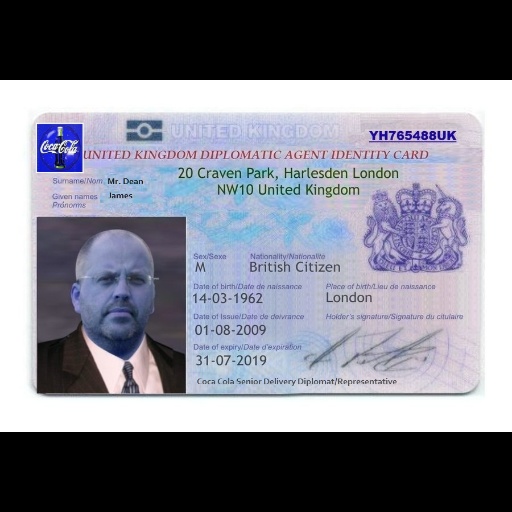 UNITED KINGDOM
YH765488UK
Coca-Cola
UNITED KINGDOM DIPLOMATIC AGENT IDENTITY CARD
20 Craven Park, Harlesden London
NW10 United Kingdom
Surname/Nom Mr. Dean
Given names James
Prénoms
Sex/Sexe Nationality/Nationalité
M British Citizen
Date of birth/Date de naissance Place of birth/Lieu de naissance
14-03-1962 London
Date of Issue/Date de deivrance Holder's signature/Signature du citulaire
01-08-2009
Date of expiry/Date d'expiration
31-07-2019
Coca Cola Senior Delivery Diplomat/Representative